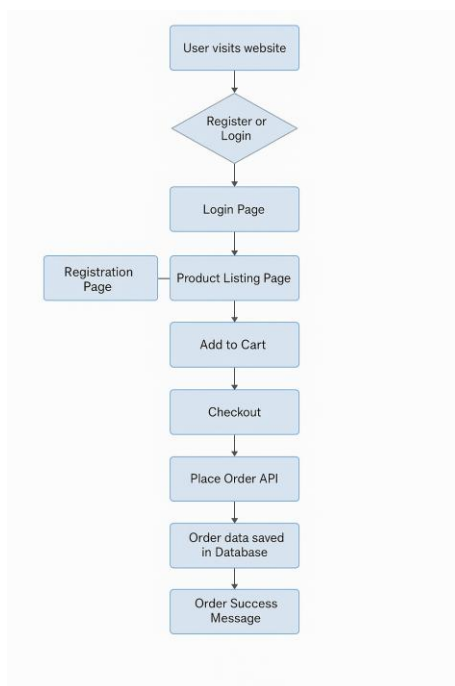 User visits website
Register or
Login
Login Page
Registration
Page
Product Listing Page
Add to Cart
Checkout
Place Order API
Order data saved
in Database
Order Success
Message